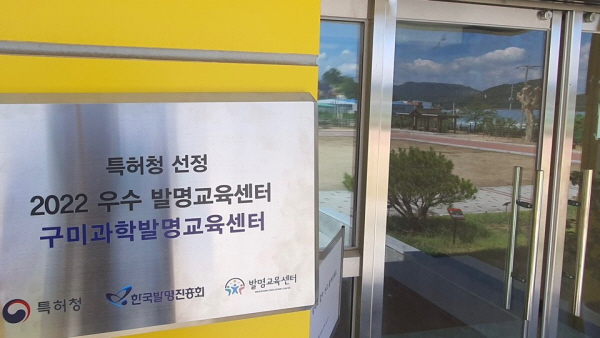 특허청 선정
2022 우수 발명교육센터
구미과학발명교육센터
특허청
한국발명진흥회
발명교육센터